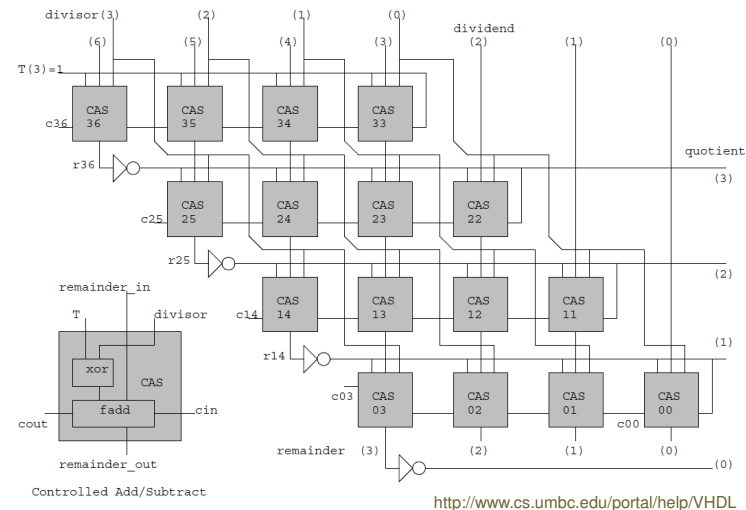 divisor(3) (2) (1) (0) dividend
(6) (5) (4) (3) (2) (1) (0)
T(3)=1
CAS 36
CAS 35
CAS 34
CAS 33
c36
r36
quotient
(3)
CAS 25
CAS 24
CAS 23
CAS 22
c25
r25
(2)
remainder_in
T
divisor
c14
CAS 14
CAS 13
CAS 12
CAS 11
r14
(1)
xor
CAS
fadd
cout
cin
c03
CAS 03
CAS 02
CAS 01
CAS 00
c00
remainder (3) (2) (1) (0)
(0)
remainder_out
Controlled Add/Subtract
http://www.cs.umbc.edu/portal/help/VHDL